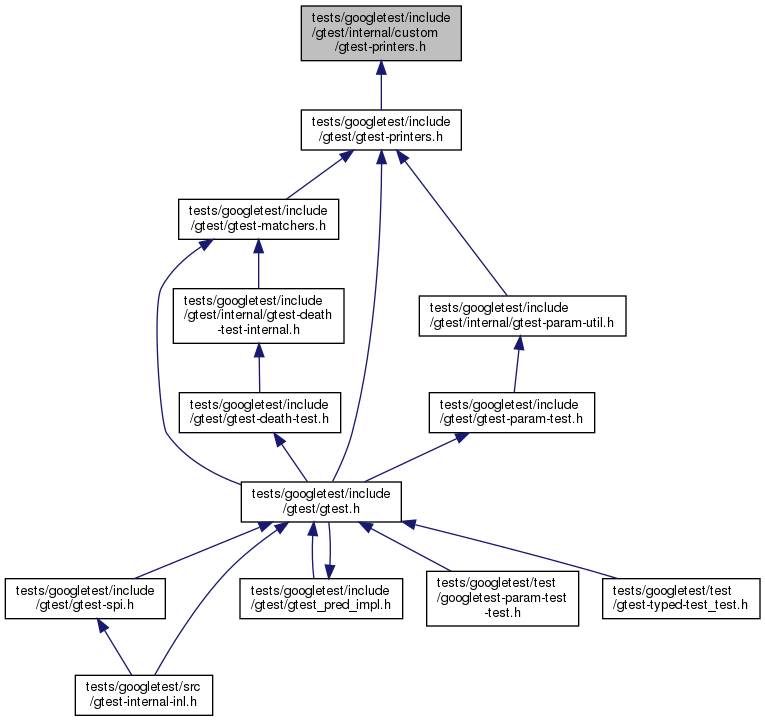 tests/googletest/include
/gtest/internal/custom
/gtest-printers.h
tests/googletest/include
/gtest/gtest-printers.h
tests/googletest/include
/gtest/gtest-matchers.h
tests/googletest/include
/gtest/internal/gtest-death
-test-internal.h
tests/googletest/include
/gtest/internal/gtest-param-util.h
tests/googletest/include
/gtest/gtest-death-test.h
tests/googletest/include
/gtest/gtest-param-test.h
tests/googletest/include
/gtest/gtest.h
tests/googletest/include
/gtest/gtest-spi.h
tests/googletest/include
/gtest/gtest_pred_impl.h
tests/googletest/test
/googletest-param-test
-test.h
tests/googletest/test
/gtest-typed-test_test.h
tests/googletest/src
/gtest-internal-inl.h